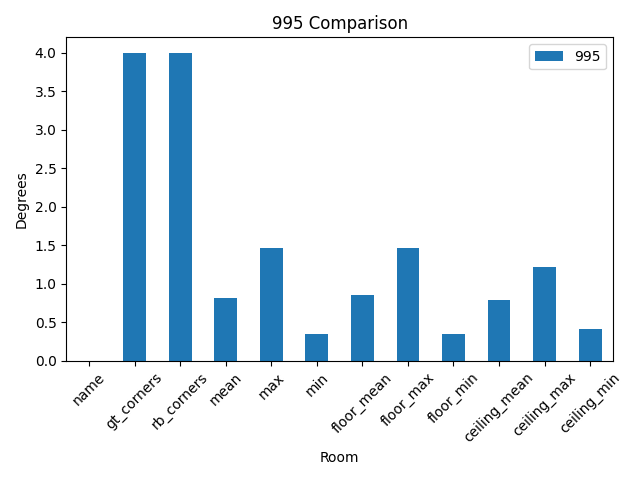 995 Comparison
995
Degrees
4.0
3.5
3.0
2.5
2.0
1.5
1.0
0.5
0.0
name
gt_corners
rb_corners
mean
max
min
floor_mean
floor_max
floor_min
ceiling_mean
ceiling_max
ceiling_min
Room